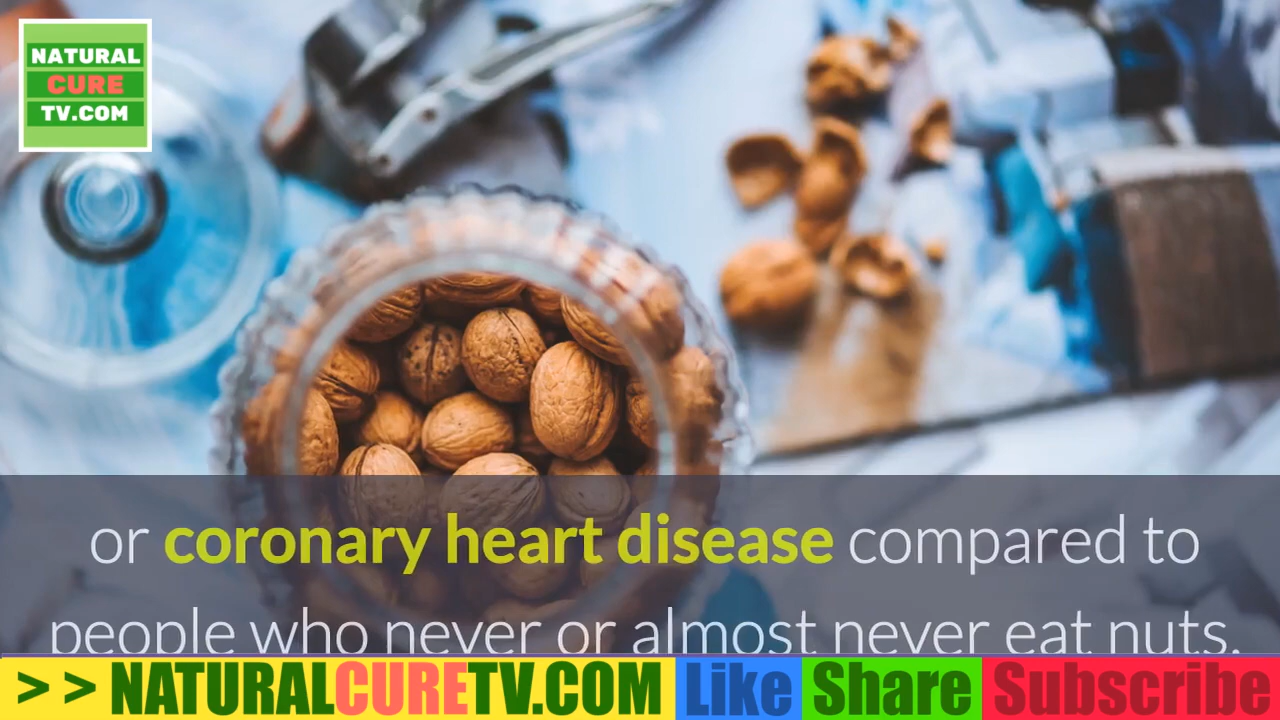 NATURAL
CURE
TV.COM
or coronary heart disease compared to
people who never or almost never eat nuts.
>> NATURALCURETV.COM Like Share Subscribe